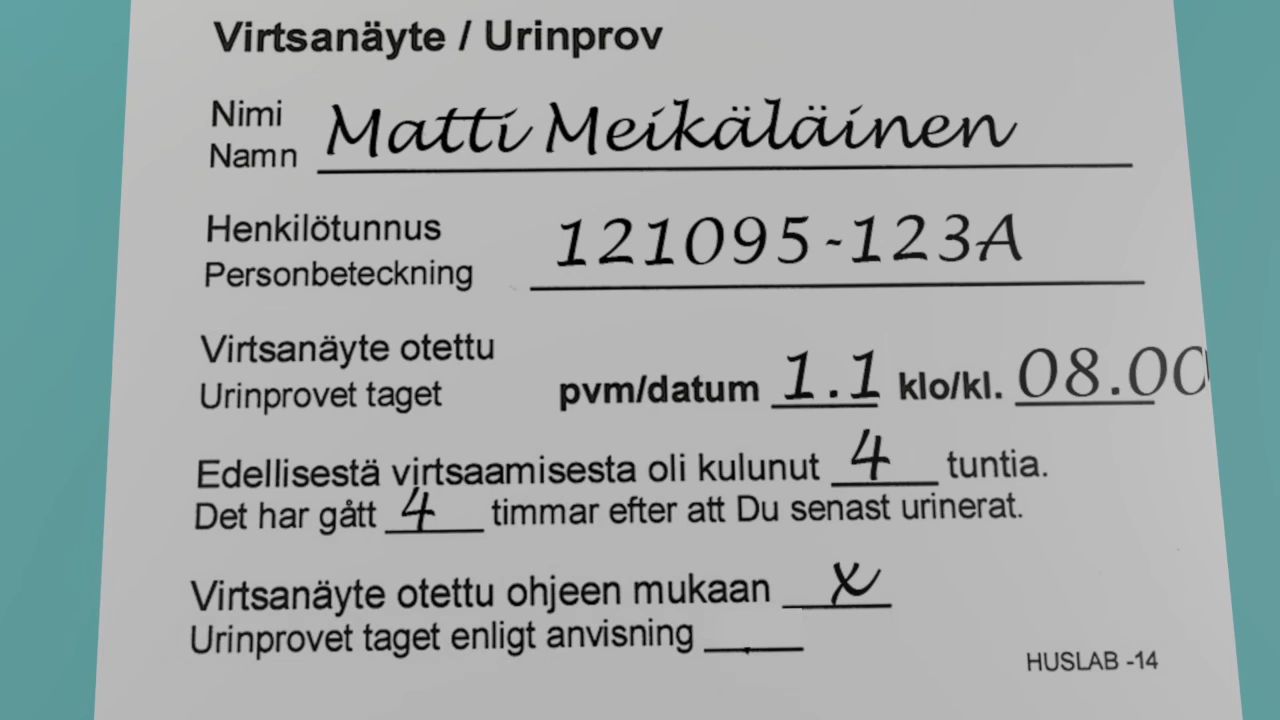 Virtsanäyte / Urinprov
Nimi Matti Meikäläinen
Namn
Henkilötunnus 121095-123A
Personbeteckning
Virtsanäyte otettu
Urinprovet taget pvm/datum 1.1 klo/kl. 08.00
Edellisestä virtsaamisesta oli kulunut 4 tuntia.
Det har gått 4 timmar efter att Du senast urinerat.
Virtsanäyte otettu ohjeen mukaan x
Urinprovet taget enligt anvisning
HUSLAB -14